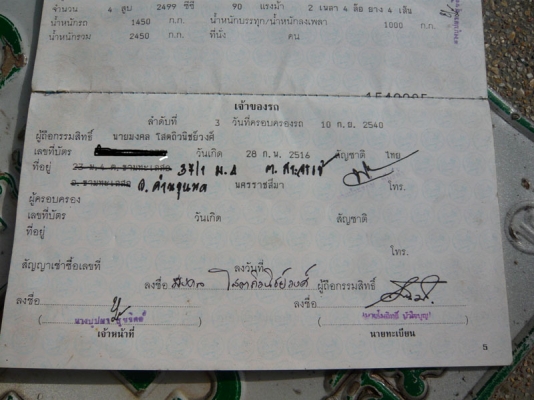 จำนวน 4 สูบ 2499 ซีซี 90 แรงม้า 2 เพลา 4 ล้อ ยาง 4 เส้น
น้ำหนักรถ 1450 ก.ก. น้ำหนักบรรทุก/น้ำหนักลงเพลา 1000 ก.ก.
น้ำหนักรวม 2450 ก.ก. ที่นั่ง คน
เจ้าของรถ
ลำดับที่ 3 วันที่ครอบครองรถ 10 ก.ย. 2540
ผู้ถือกรรมสิทธิ์ นายมงคล โสตถิวนิชย์วงศ์
เลขที่บัตร วันเกิด 28 ก.พ. 2516 สัญชาติ ไทย
ที่อยู่ 37/1 ม.4
อ.ด่านขุนทด นครราชสีมา โทร.
ผู้ครอบครอง
เลขที่บัตร วันเกิด สัญชาติ
ที่อยู่
โทร.
สัญญาเช่าซื้อเลขที่ ลงวันที่
ลงชื่อ ผู้ถือกรรมสิทธิ์
ลงชื่อ ลงชื่อ
เจ้าหน้าที่ นายทะเบียน
5